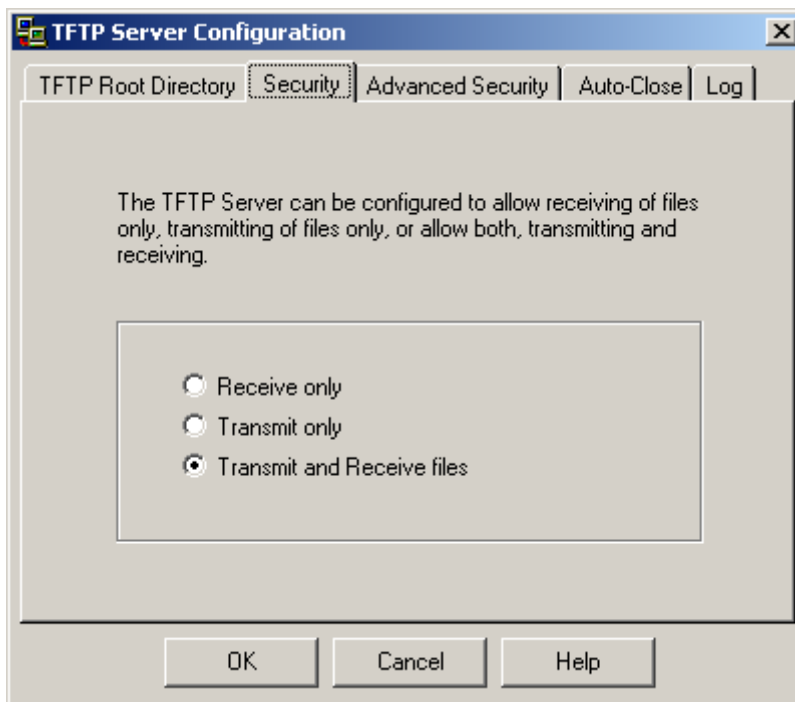 TFTP Server Configuration
TFTP Root Directory Security Advanced Security Auto-Close Log
The TFTP Server can be configured to allow receiving of files
only, transmitting of files only, or allow both, transmitting and
receiving.
Receive only
Transmit only
Transmit and Receive files
OK Cancel Help